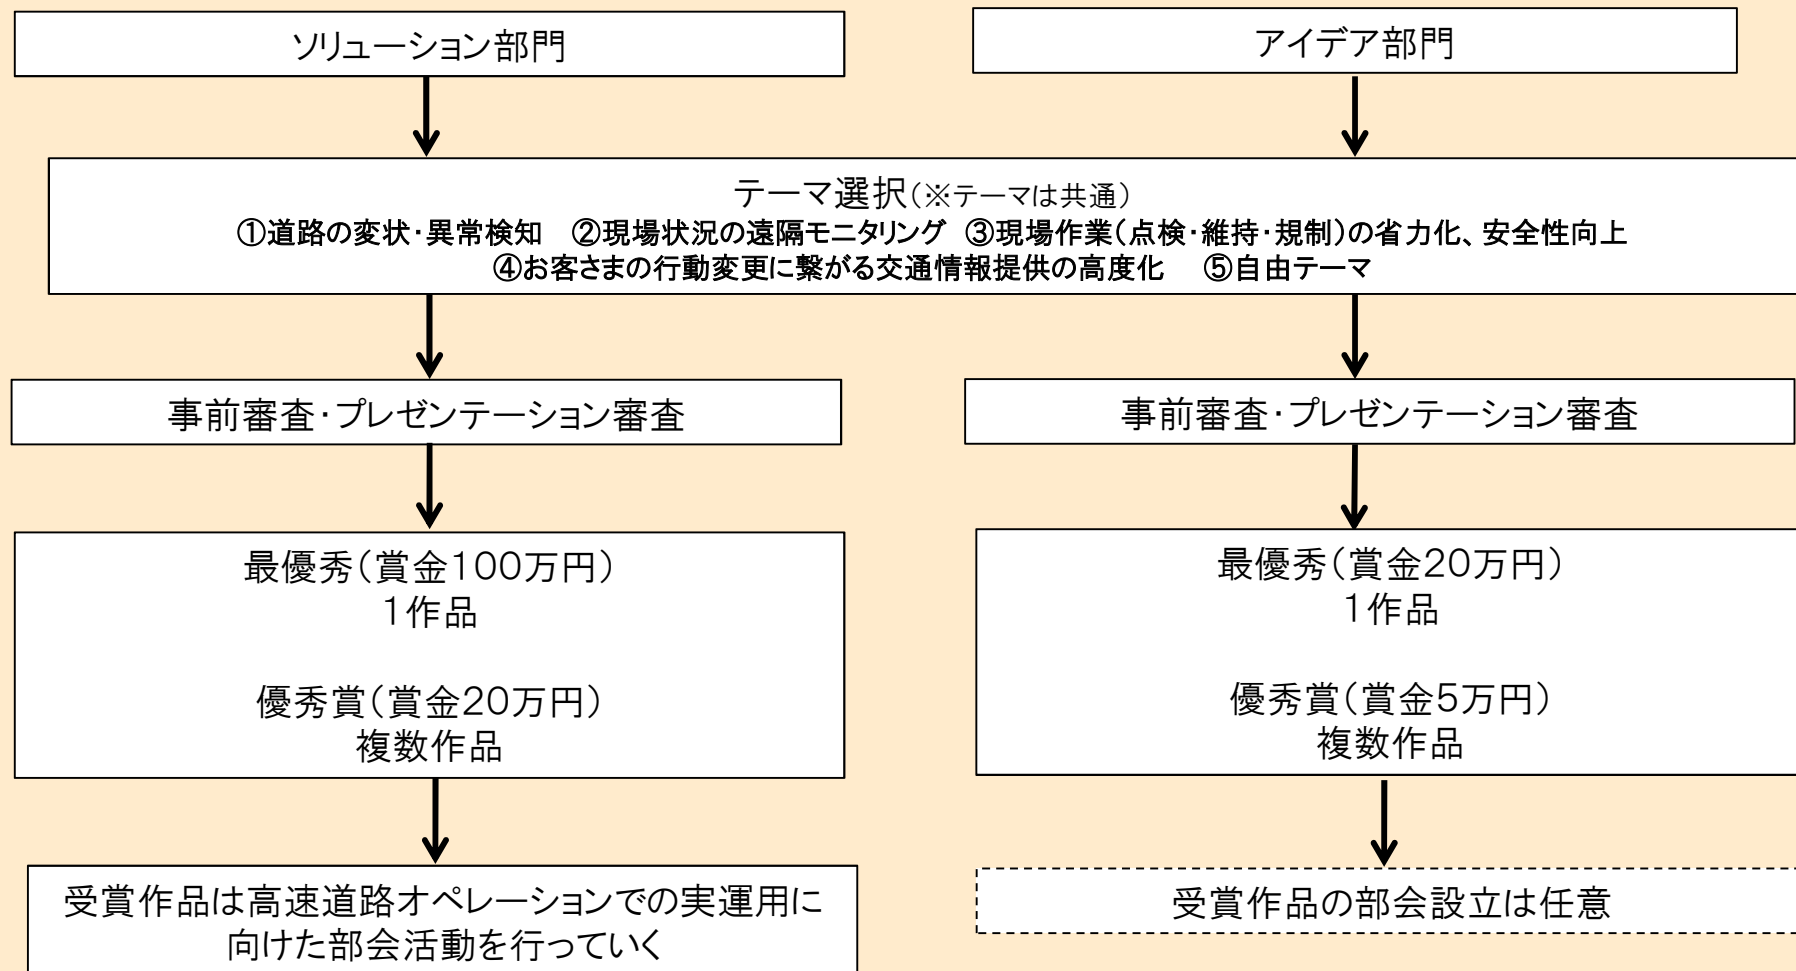 ソリューション部門
アイデア部門
テーマ選択(※テーマは共通)
①道路の変状・異常検知 ②現場状況の遠隔モニタリング ③現場作業(点検・維持・規制)の省力化、安全性向上
④お客さまの行動変更に繋がる交通情報提供の高度化 ⑤自由テーマ
事前審査・プレゼンテーション審査
事前審査・プレゼンテーション審査
最優秀(賞金100万円)
1作品
優秀賞(賞金20万円)
複数作品
最優秀(賞金20万円)
1作品
優秀賞(賞金5万円)
複数作品
受賞作品は高速道路オペレーションでの実運用に
向けた部会活動を行っていく
受賞作品の部会設立は任意